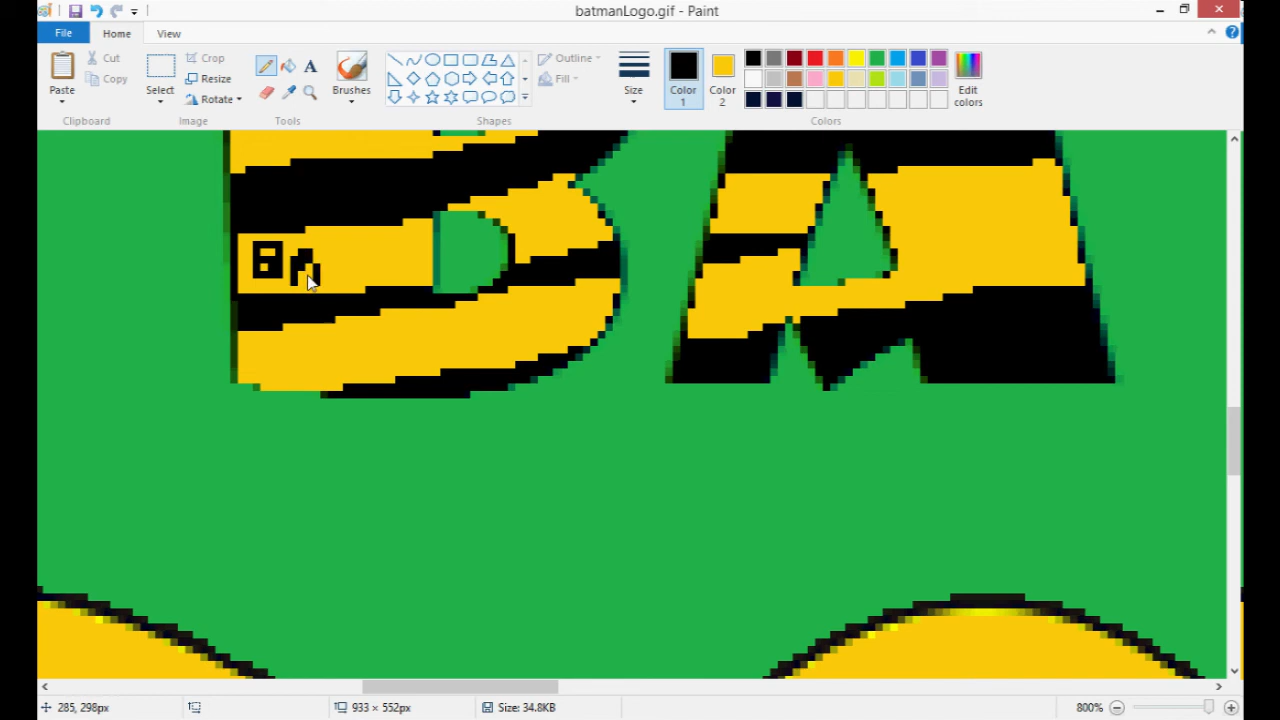 batmanLogo.gif - Paint
File Home View
Paste Cut Copy Select Crop Resize Rotate Brushes Outline Fill Size Color 1 Color 2 Edit colors
Clipboard Image Tools Shapes Colors
BA
285, 298px 933 × 552px Size: 34.8KB 800%